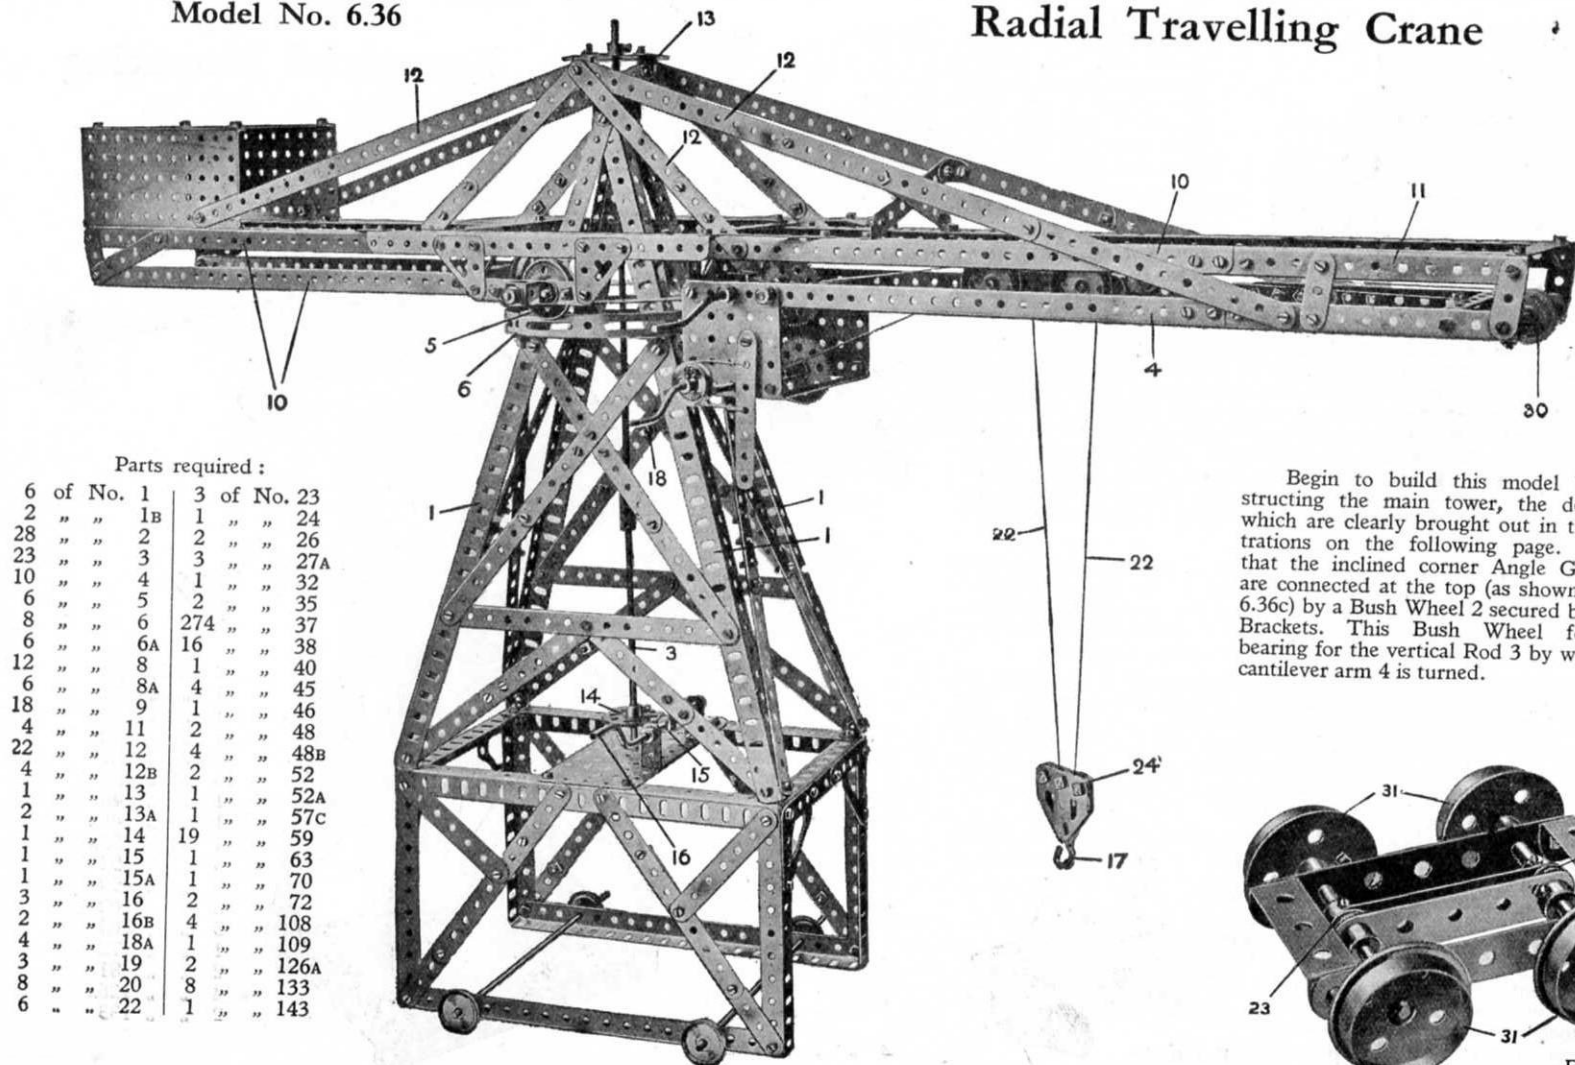 Model No. 6.36
Radial Travelling Crane
13
12
12
12
10
11
5
6
4
10
30
18
1
1
1
22
22
3
14
15
16
24
17
31
23
31
Parts required :
6 of No. 1 | 3 of No. 23
2 „ „ 1B | 1 „ „ 24
28 „ „ 2 | 2 „ „ 26
23 „ „ 3 | 3 „ „ 27A
10 „ „ 4 | 1 „ „ 32
6 „ „ 5 | 2 „ „ 35
8 „ „ 6 | 274 „ „ 37
6 „ „ 6A | 16 „ „ 38
12 „ „ 8 | 1 „ „ 40
6 „ „ 8A | 4 „ „ 45
18 „ „ 9 | 1 „ „ 46
4 „ „ 11 | 2 „ „ 48
22 „ „ 12 | 4 „ „ 48B
4 „ „ 12B | 2 „ „ 52
1 „ „ 13 | 1 „ „ 52A
2 „ „ 13A | 1 „ „ 57C
1 „ „ 14 | 19 „ „ 59
1 „ „ 15 | 1 „ „ 63
1 „ „ 15A | 1 „ „ 70
3 „ „ 16 | 2 „ „ 72
2 „ „ 16B | 4 „ „ 108
4 „ „ 18A | 1 „ „ 109
3 „ „ 19 | 2 „ „ 126A
8 „ „ 20 | 8 „ „ 133
6 „ „ 22 | 1 „ „ 143
Begin to build this model
structing the main tower, the de
which are clearly brought out in t
trations on the following page.
that the inclined corner Angle G
are connected at the top (as shown
6.36c) by a Bush Wheel 2 secured b
Brackets. This Bush Wheel fo
bearing for the vertical Rod 3 by w
cantilever arm 4 is turned.